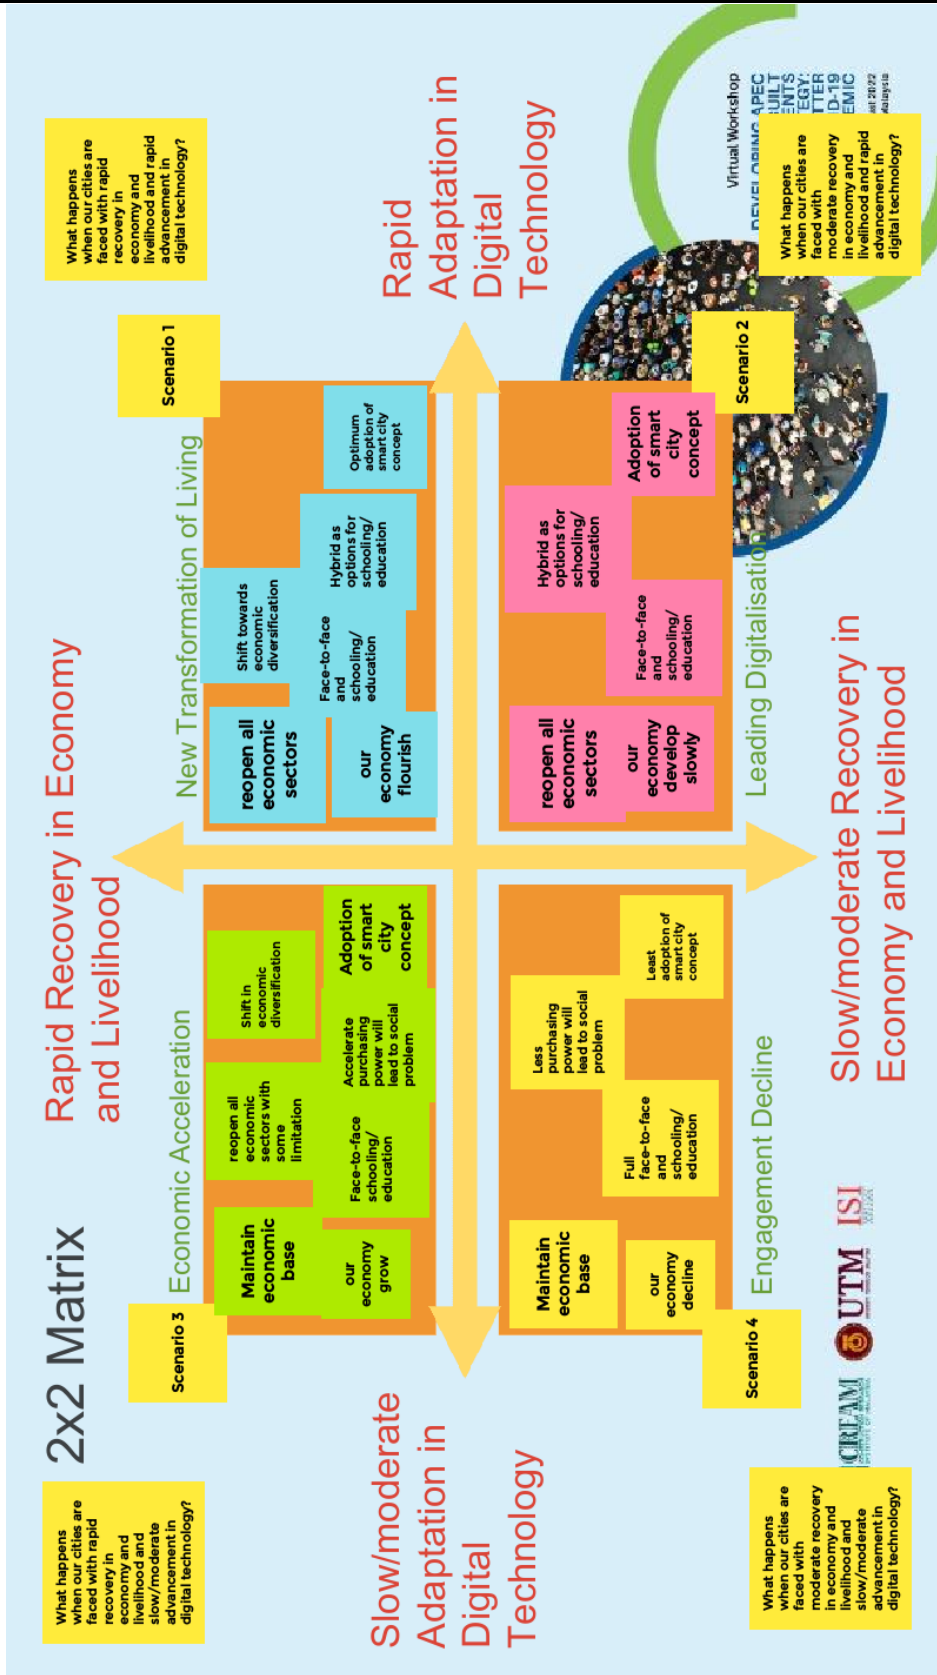 2x2 Matrix
Rapid Recovery in Economy
and Livelihood
What happens
when our cities are
faced with rapid
recovery in
economy and
livelihood and
slow/moderate
advancement in
digital technology?
Scenario 3
Economic Acceleration
Maintain
economic
base
reopen all
economic
sectors with
some
limitation
Shift in
economic
diversification
our
economy
grow
Face-to-face
schooling/
education
Accelerate
purchasing
power will
lead to social
problem
Adoption
of smart
city
concept
What happens
when our cities are
faced with rapid
recovery in
economy and
livelihood and rapid
advancement in
digital technology?
Scenario 1
New Transformation of Living
reopen all
economic
sectors
Shift towards
economic
diversification
our
economy
flourish
Face-to-face
and
schooling/
education
Hybrid as
options for
schooling/
education
Optimum
adoption of
smart city
concept
Slow/moderate
Adaptation in
Digital
Technology
Rapid
Adaptation in
Digital
Technology
Maintain
economic
base
our
economy
decline
Full
face-to-face
and
schooling/
education
Less
purchasing
power will
lead to social
problem
Least
adoption of
smart city
concept
Engagement Decline
Scenario 4
What happens
when our cities are
faced with
moderate recovery
in economy and
livelihood and
slow/moderate
advancement in
digital technology?
reopen all
economic
sectors
our
economy
develop
slowly
Face-to-face
and
schooling/
education
Hybrid as
options for
schooling/
education
Adoption
of smart
city
concept
Leading Digitalisation
Scenario 2
Virtual Workshop
DEVELOPING APEC
What happens
when our cities are
faced with
moderate recovery
in economy and
livelihood and rapid
advancement in
digital technology?
Slow/moderate Recovery in
Economy and Livelihood
CREAM
UTM
ISI